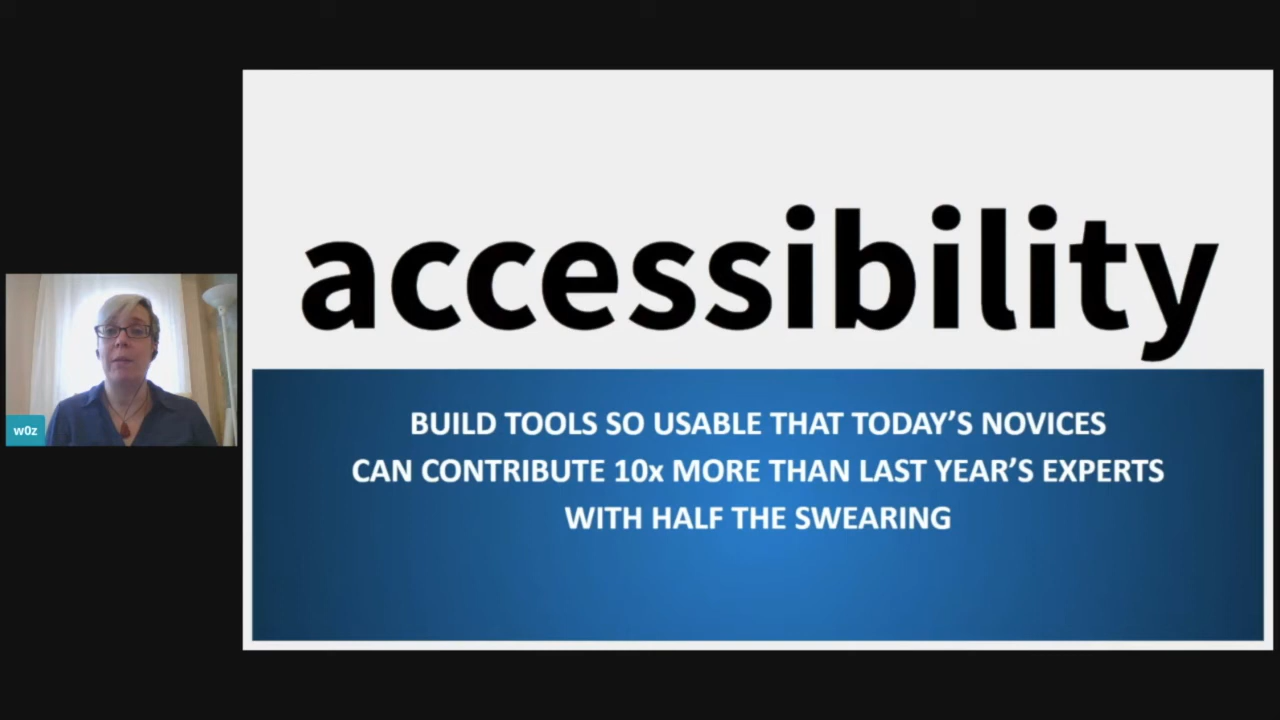 accessibility
BUILD TOOLS SO USABLE THAT TODAY’S NOVICES
CAN CONTRIBUTE 10x MORE THAN LAST YEAR’S EXPERTS
WITH HALF THE SWEARING
w0z